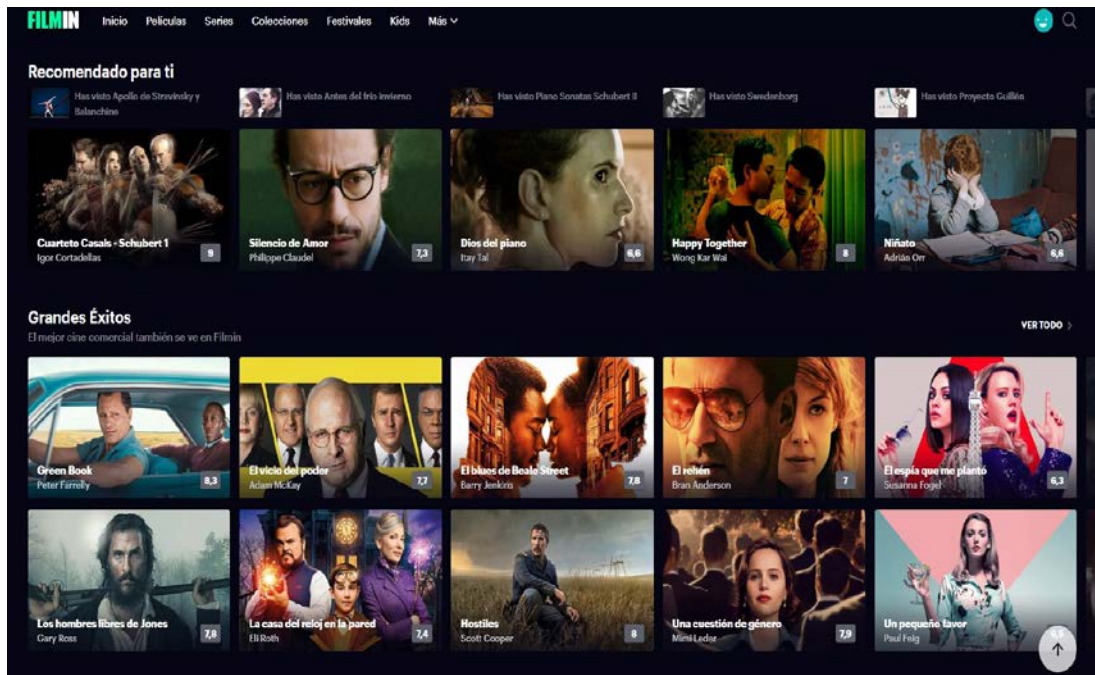 FILMIN Inicio Películas Series Colecciones Festivales Kids Más
Recomendado para ti
Has visto Apollo de Stravinsky y
Balanchine
Has visto Antes del frío invierno
Has visto Piano Sonatas Schubert II
Has visto Swedenborg
Has visto Proyecto Guillén
Cuarteto Casals - Schubert 1
Igor Cortadellas
9
Silencio de Amor
Philippe Claudel
7,3
Dios del piano
Itay Tal
6,6
Happy Together
Wong Kar Wai
8
Niñato
Adrián Orr
6,6
Grandes Éxitos
El mejor cine comercial también se ve en Filmin
VER TODO
Green Book
Peter Farrelly
8,3
El vicio del poder
Adam McKay
7,7
El blues de Beale Street
Barry Jenkins
7,8
El rehén
Bran Anderson
7
El espía que me plantó
Susanna Fogel
6,3
Los hombres libres de Jones
Gary Ross
7,8
La casa del reloj en la pared
Eli Roth
7,4
Hostiles
Scott Cooper
8
Una cuestión de género
Mimi Leder
7,9
Un pequeño favor
Paul Feig